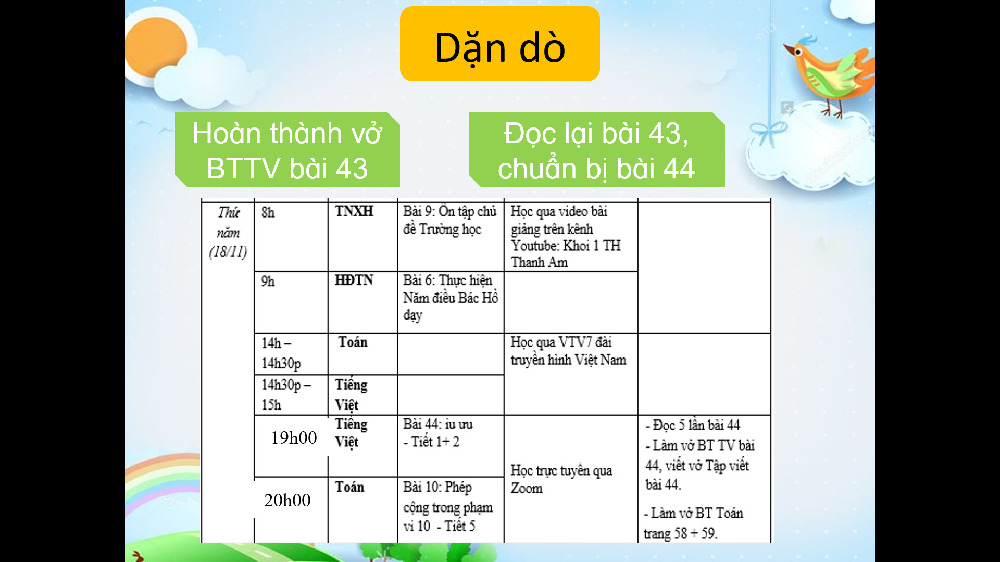 Dặn dò
Hoàn thành vở
BTTV bài 43
Đọc lại bài 43,
chuẩn bị bài 44
Thứ
năm
(18/11)
8h
TNXH
Bài 9: Ôn tập chủ
đề Trường học
Học qua video bài
giảng trên kênh
Youtube: Khoi 1 TH
Thanh Am
9h
HĐTN
Bài 6: Thực hiện
Năm điều Bác Hồ
dạy
14h –
14h30p
Toán
Học qua VTV7 đài
truyền hình Việt Nam
14h30p –
15h
Tiếng
Việt
19h00
Tiếng
Việt
Bài 44: iu ưu
- Tiết 1+ 2
Học trực tuyến qua
Zoom
- Đọc 5 lần bài 44
- Làm vở BT TV bài
44, viết vở Tập viết
bài 44.
20h00
Toán
Bài 10: Phép
cộng trong phạm
vi 10 - Tiết 5
- Làm vở BT Toán
trang 58 + 59.